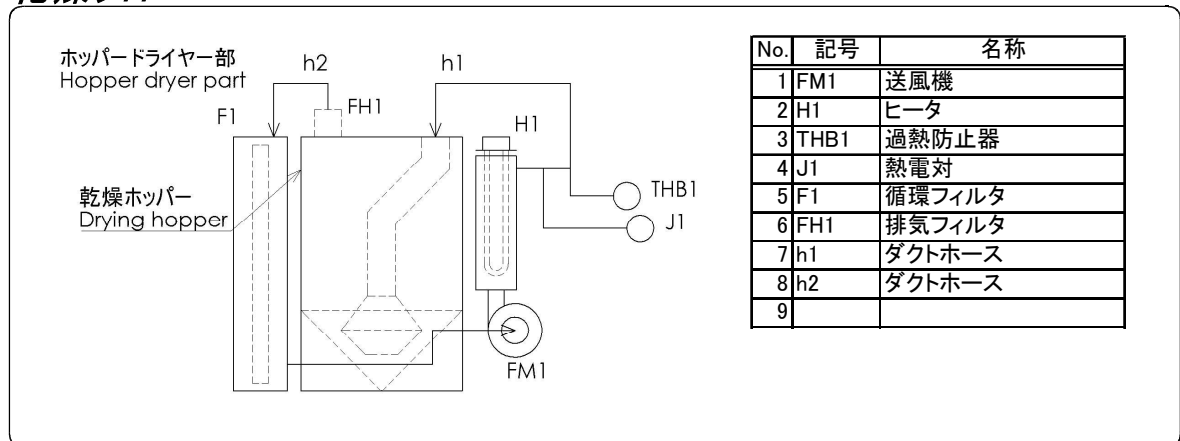 ホッパードライヤー部
Hopper dryer part
h2
h1
F1
FH1
H1
乾燥ホッパー
Drying hopper
THB1
J1
FM1
No. 記号 名称
1 FM1 送風機
2 H1 ヒータ
3 THB1 過熱防止器
4 J1 熱電対
5 F1 循環フィルタ
6 FH1 排気フィルタ
7 h1 ダクトホース
8 h2 ダクトホース
9